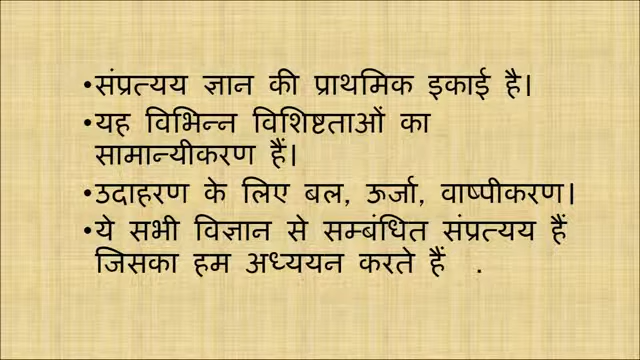 •संप्रत्यय ज्ञान की प्राथमिक इकाई है।
•यह विभिन्न विशिष्टताओं का
सामान्यीकरण हैं।
•उदाहरण के लिए बल, ऊर्जा, वाष्पीकरण।
•ये सभी विज्ञान से सम्बंधित संप्रत्यय हैं
जिसका हम अध्ययन करते हैं .